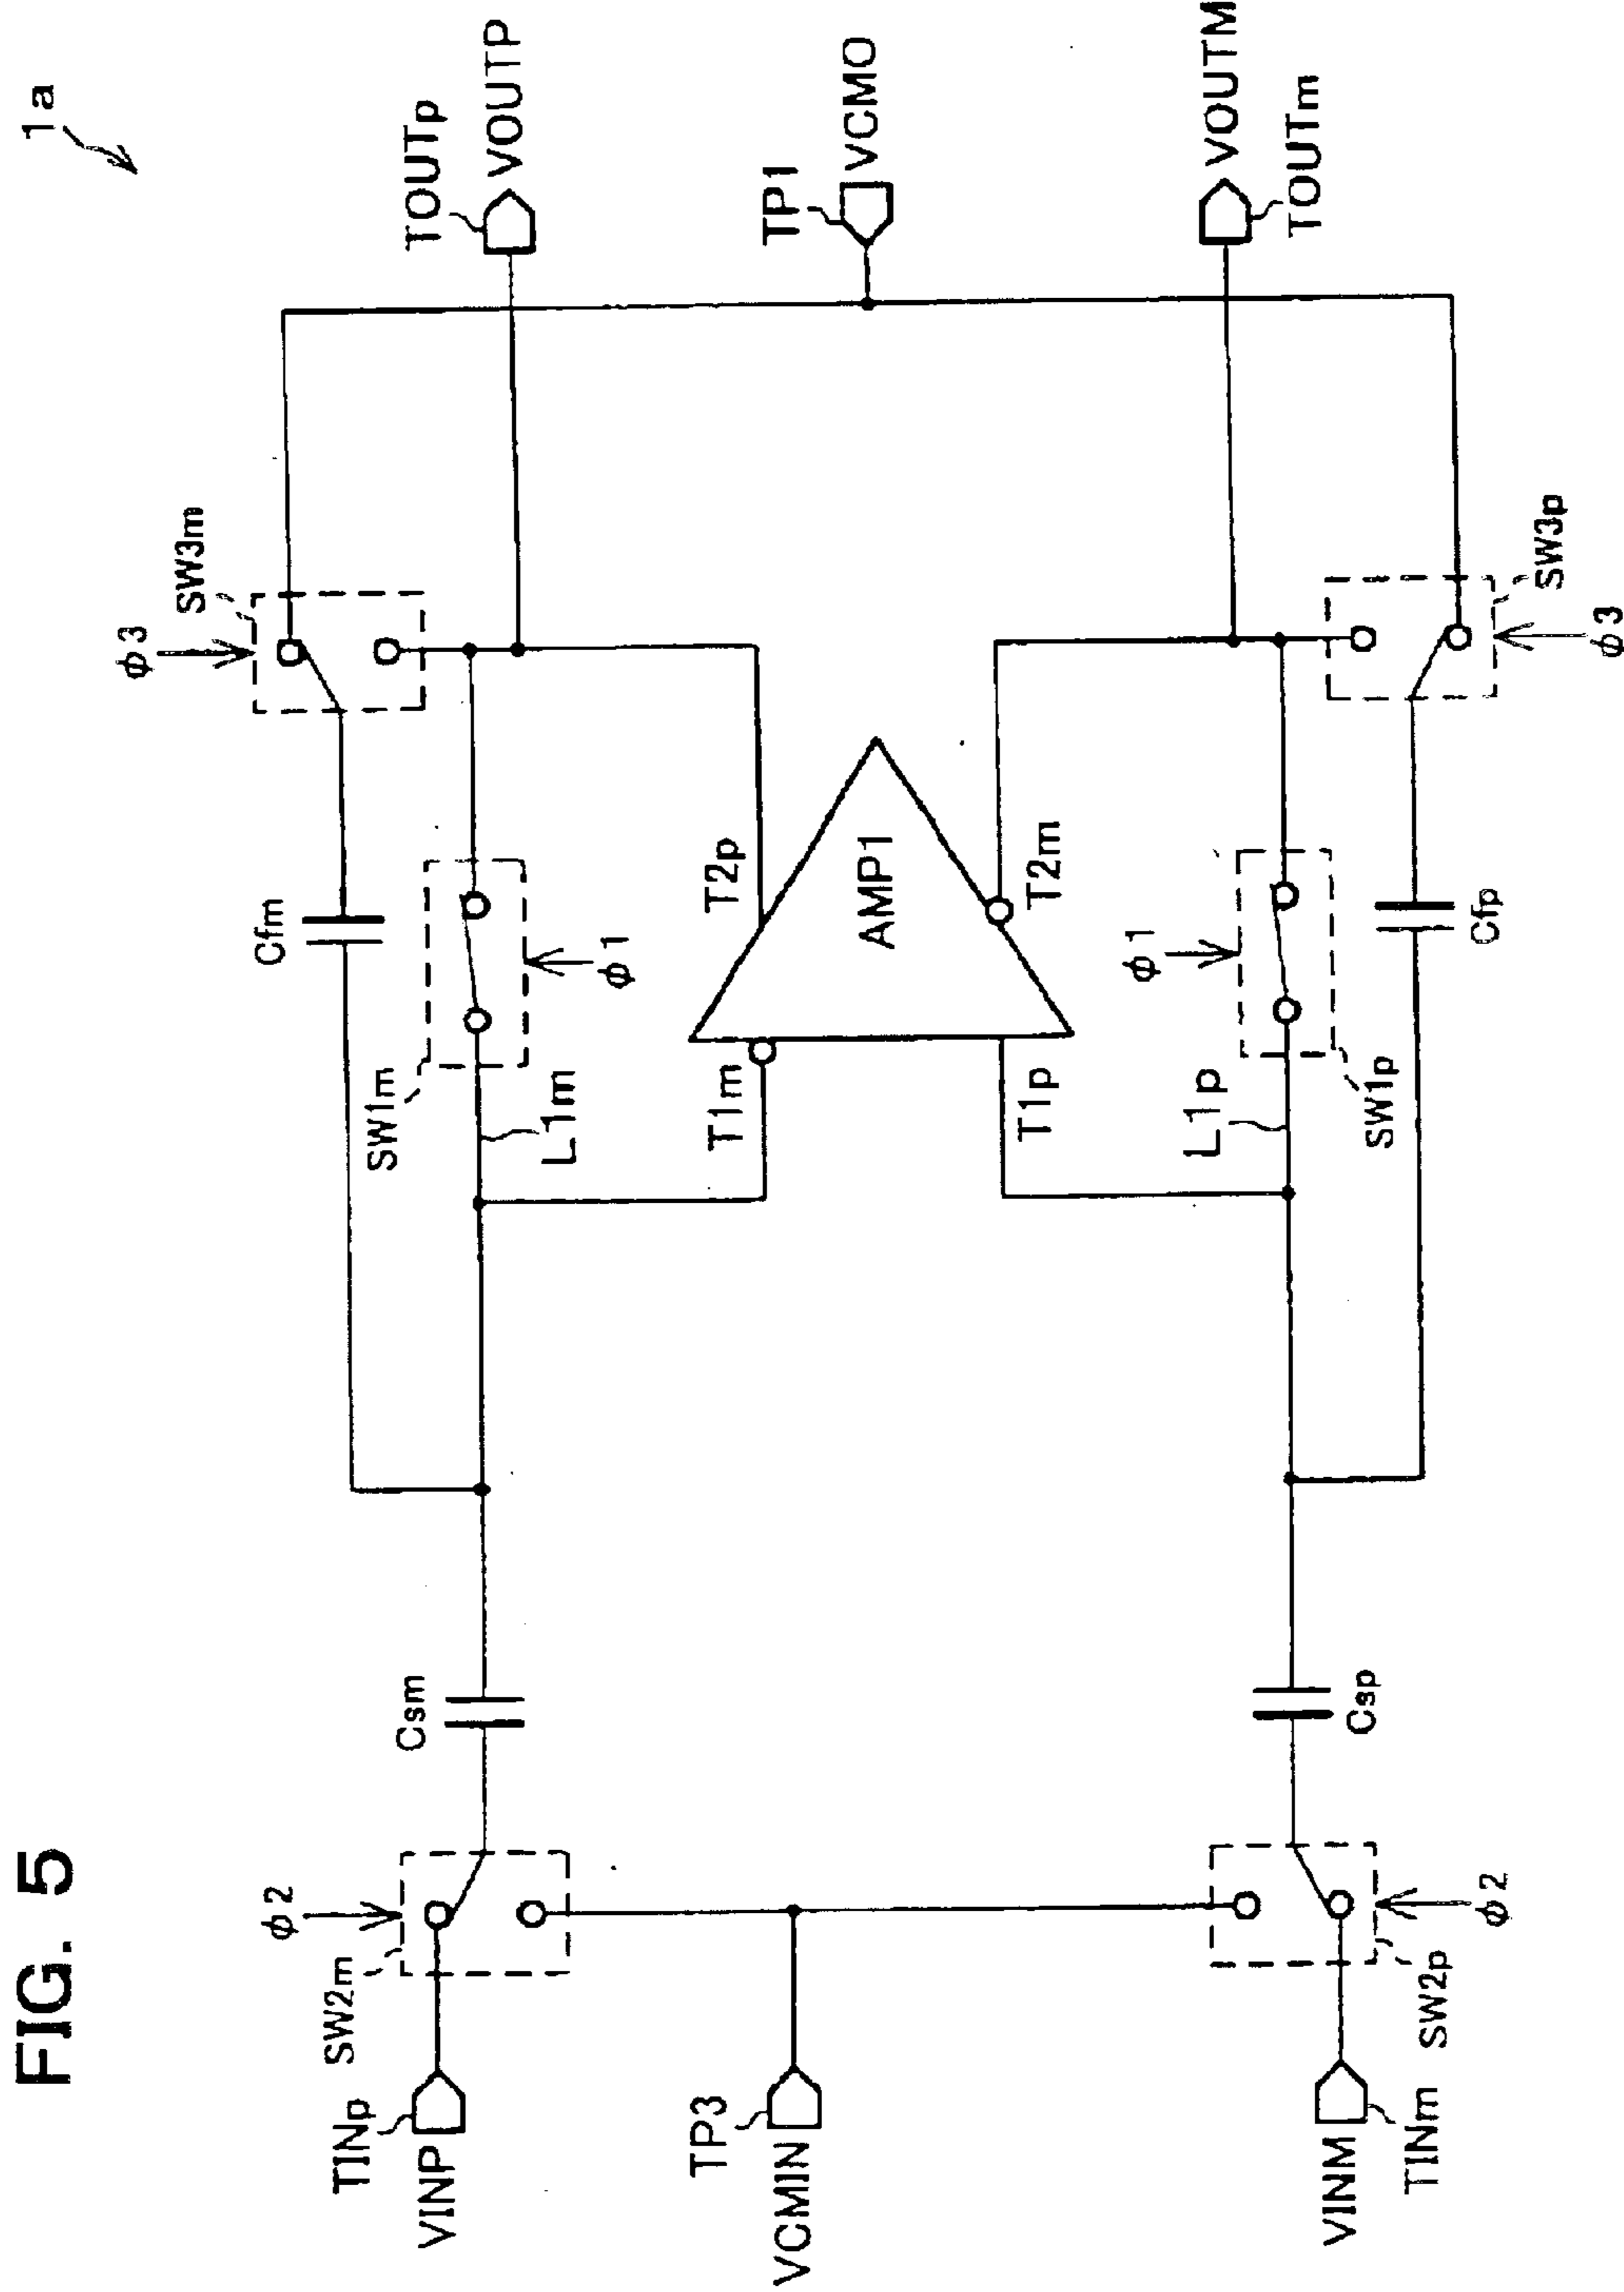 FIG. 5
1a
φ3
SW3m
Cfm
TOUTp
VOUTP
φ2
SW2m
Csm
SW1m
φ1
L1m
TINp
VINP
T1m
T2p
AMP1
TP1
VCMO
TP3
VCMIN
T1p
T2m
φ1
L1p
SW1p
VOUTM
TOUTm
Csp
Cfp
SW3p
φ3
VINM
TINm
SW2p
φ2